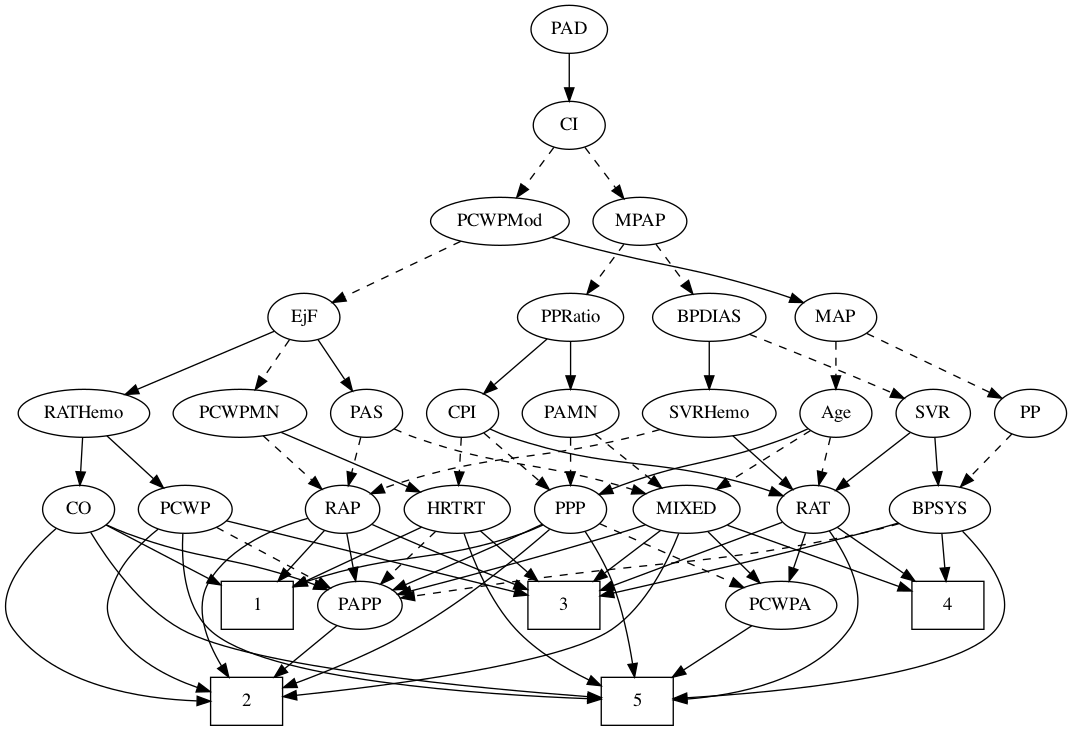 PAD
CI
PCWPMod MPAP
EjF PPRatio BPDIAS MAP
RATHemo PCWPMN PAS CPI PAMN SVRHemo Age SVR PP
CO PCWP RAP HRTRT PPP MIXED RAT BPSYS
1 PAPP 3 PCWPA 4
2 5